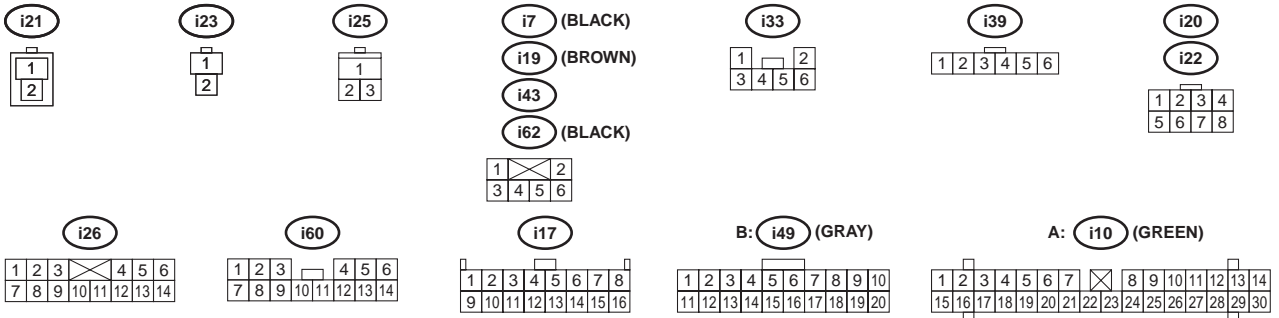 i21 i23 i25 i7 (BLACK) i33 i39 i20
i19 (BROWN) i22
i43
i62 (BLACK)
1 1 1 1 2 1 2 3 4 5 6 1 2 3 4
2 2 2 3 3 4 5 6 5 6 7 8
1 2
3 4 5 6
i26 i60 i17 B: i49 (GRAY) A: i10 (GREEN)
1 2 3 4 5 6 1 2 3 4 5 6 1 2 3 4 5 6 7 8 1 2 3 4 5 6 7 8 9 10 1 2 3 4 5 6 7 8 9 10 11 12 13 14
7 8 9 10 11 12 13 14 7 8 9 10 11 12 13 14 9 10 11 12 13 14 15 16 11 12 13 14 15 16 17 18 19 20 15 16 17 18 19 20 21 22 23 24 25 26 27 28 29 30